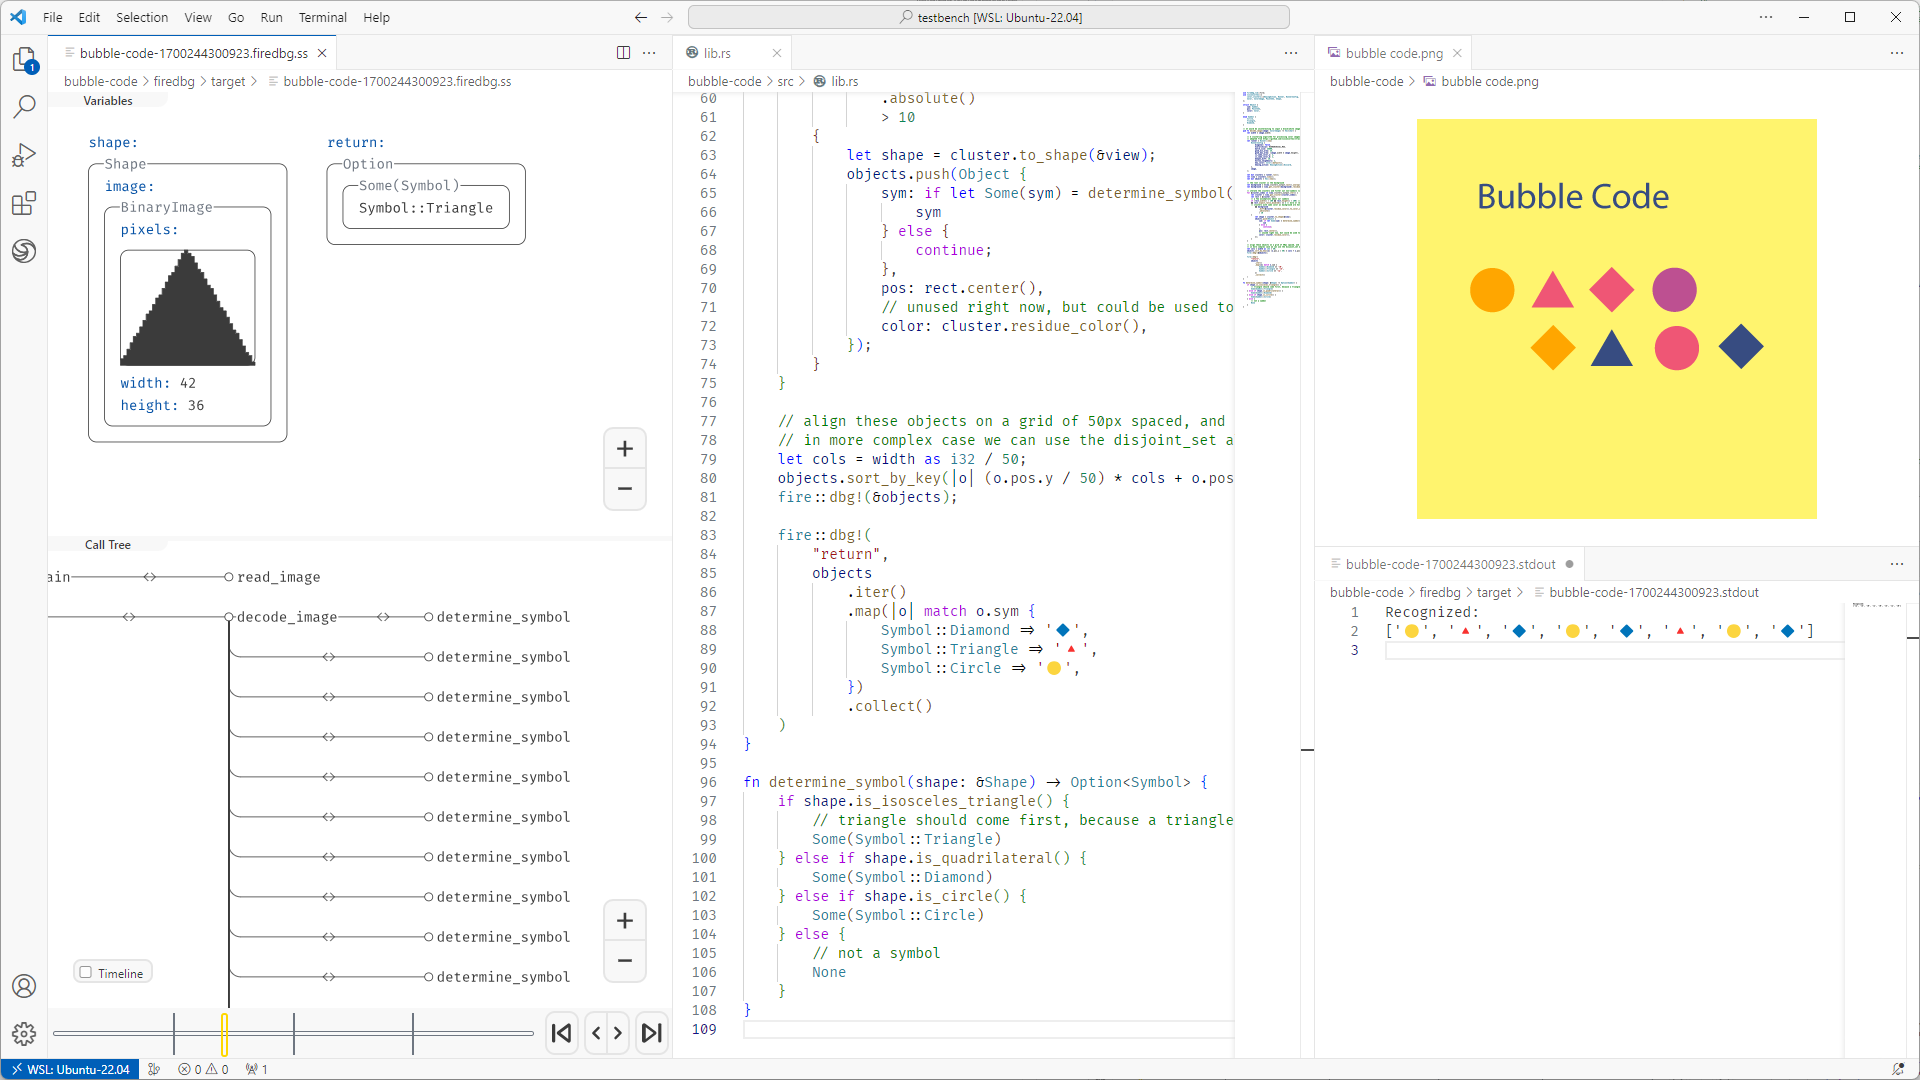 File Edit Selection View Go Run Terminal Help
testbench [WSL: Ubuntu-22.04]
bubble-code-1700244300923.firedbg.ss
bubble-code > firedbg > target > bubble-code-1700244300923.firedbg.ss
Variables
shape:
Shape
image:
BinaryImage
pixels:
width: 42
height: 36
return:
Option
Some(Symbol)
Symbol::Triangle
+
−
Call Tree
ain
read_image
decode_image
determine_symbol
determine_symbol
determine_symbol
determine_symbol
determine_symbol
determine_symbol
determine_symbol
determine_symbol
determine_symbol
determine_symbol
+
−
Timeline
lib.rs
bubble-code > src > lib.rs
60 .absolute()
61 > 10
62 {
63 let shape = cluster.to_shape(&view);
64 objects.push(Object {
65 sym: if let Some(sym) = determine_symbol(
66 sym
67 } else {
68 continue;
69 },
70 pos: rect.center(),
71 // unused right now, but could be used to
72 color: cluster.residue_color(),
73 });
74 }
75 }
76
77 // align these objects on a grid of 50px spaced, and
78 // in more complex case we can use the disjoint_set a
79 let cols = width as i32 / 50;
80 objects.sort_by_key(|o| (o.pos.y / 50) * cols + o.pos
81 fire::dbg!(&objects);
82
83 fire::dbg!(
84 "return",
85 objects
86 .iter()
87 .map(|o| match o.sym {
88 Symbol::Diamond => '🔷',
89 Symbol::Triangle => '🔺',
90 Symbol::Circle => '🟡',
91 })
92 .collect()
93 )
94 }
95
96 fn determine_symbol(shape: &Shape) -> Option<Symbol> {
97 if shape.is_isosceles_triangle() {
98 // triangle should come first, because a triangle
99 Some(Symbol::Triangle)
100 } else if shape.is_quadrilateral() {
101 Some(Symbol::Diamond)
102 } else if shape.is_circle() {
103 Some(Symbol::Circle)
104 } else {
105 // not a symbol
106 None
107 }
108 }
109
bubble code.png
bubble-code > bubble code.png
Bubble Code
bubble-code-1700244300923.stdout
bubble-code > firedbg > target > bubble-code-1700244300923.stdout
1 Recognized:
2 ['🟡', '🔺', '🔷', '🟡', '🔷', '🔺', '🟡', '🔷']
3
1
WSL: Ubuntu-22.04
0 0
1